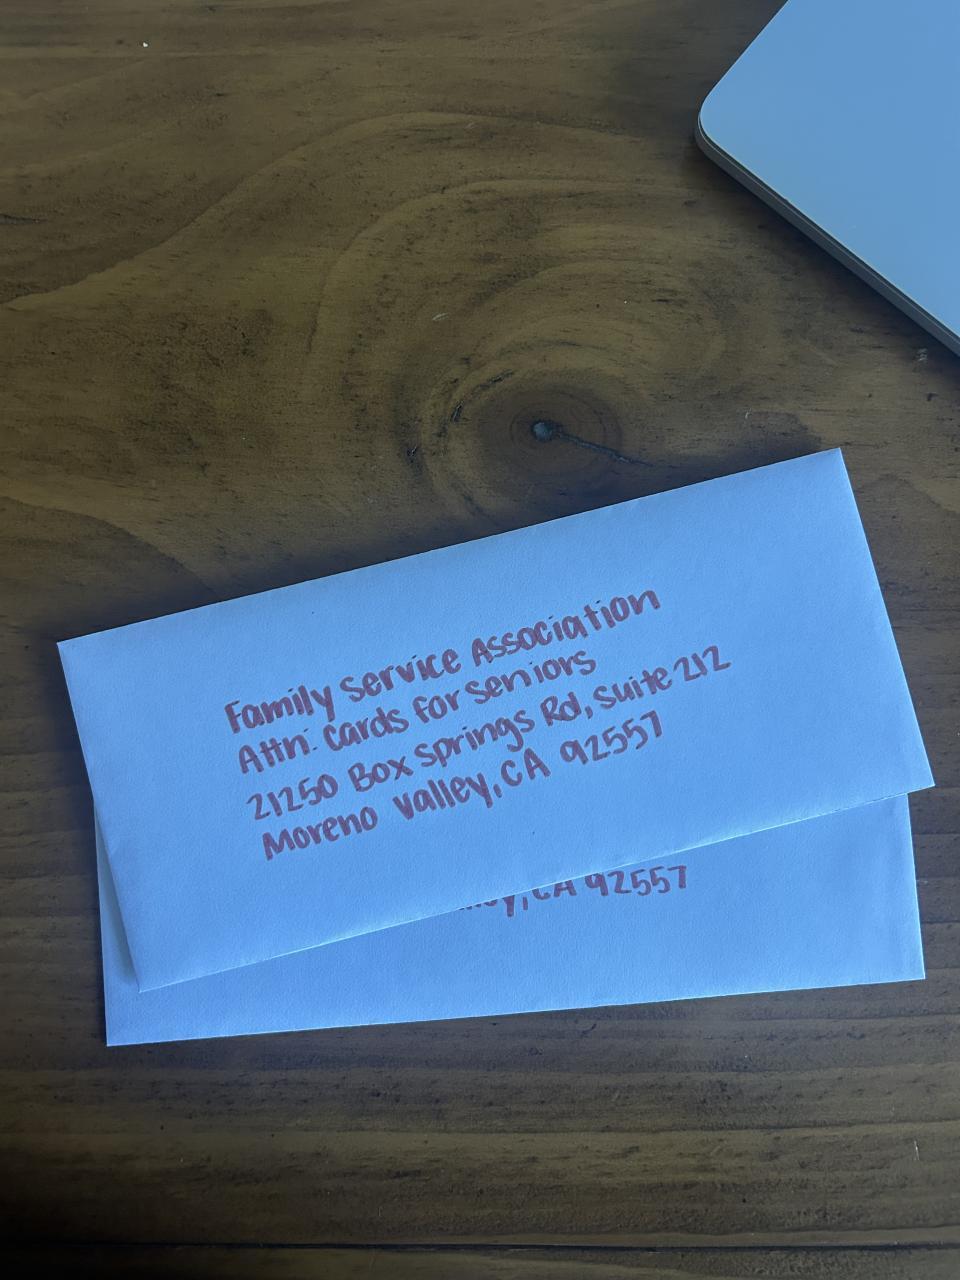 Family Service Association
Attn: Cards for Seniors
21250 Box Springs Rd, Suite 212
Moreno Valley, CA 92557
CA 92557